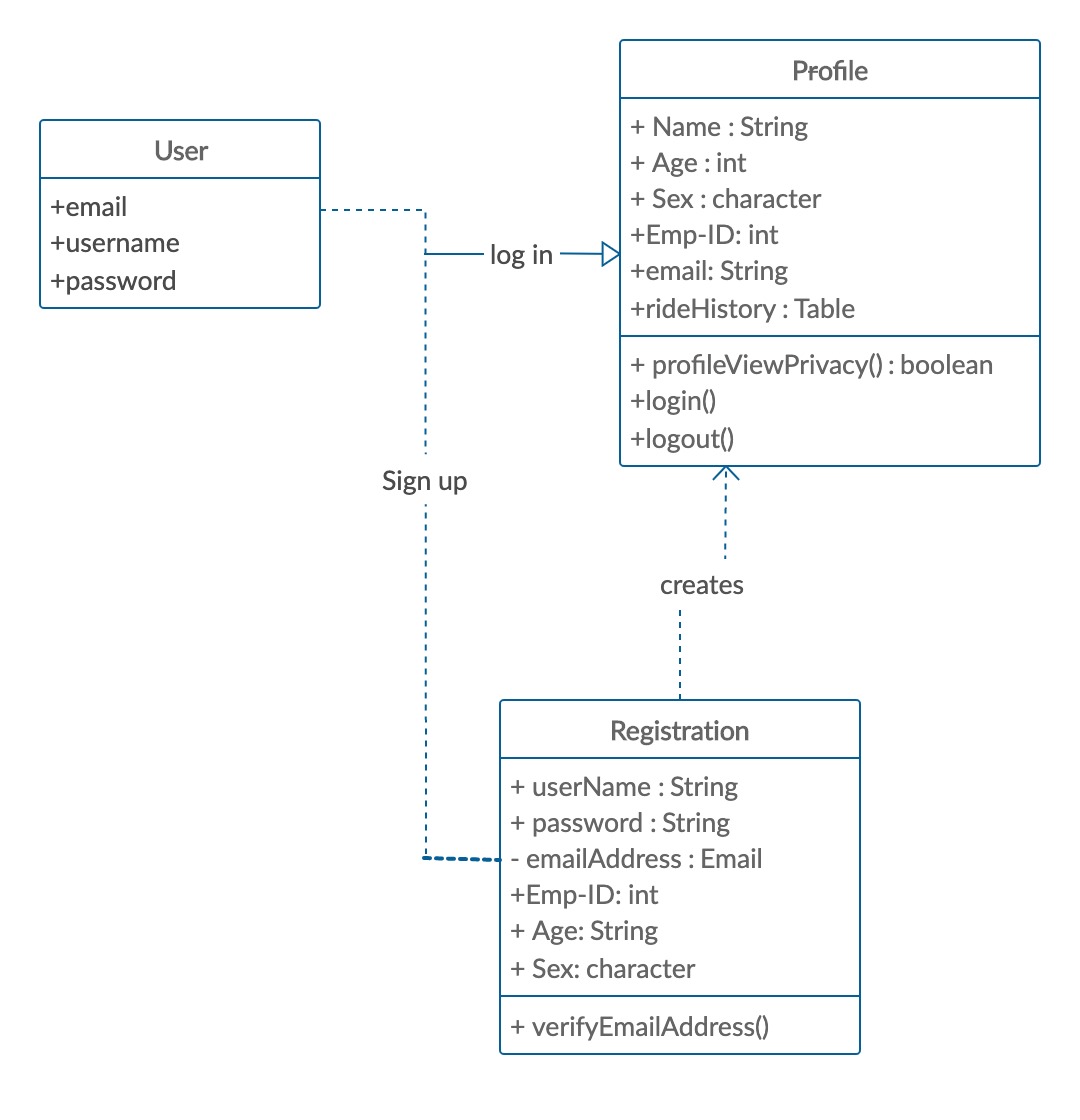 User
+email
+username
+password
log in
Profile
+ Name : String
+ Age : int
+ Sex : character
+Emp-ID: int
+email: String
+rideHistory : Table
+ profileViewPrivacy() : boolean
+login()
+logout()
Sign up
creates
Registration
+ userName : String
+ password : String
- emailAddress : Email
+Emp-ID: int
+ Age: String
+ Sex: character
+ verifyEmailAddress()